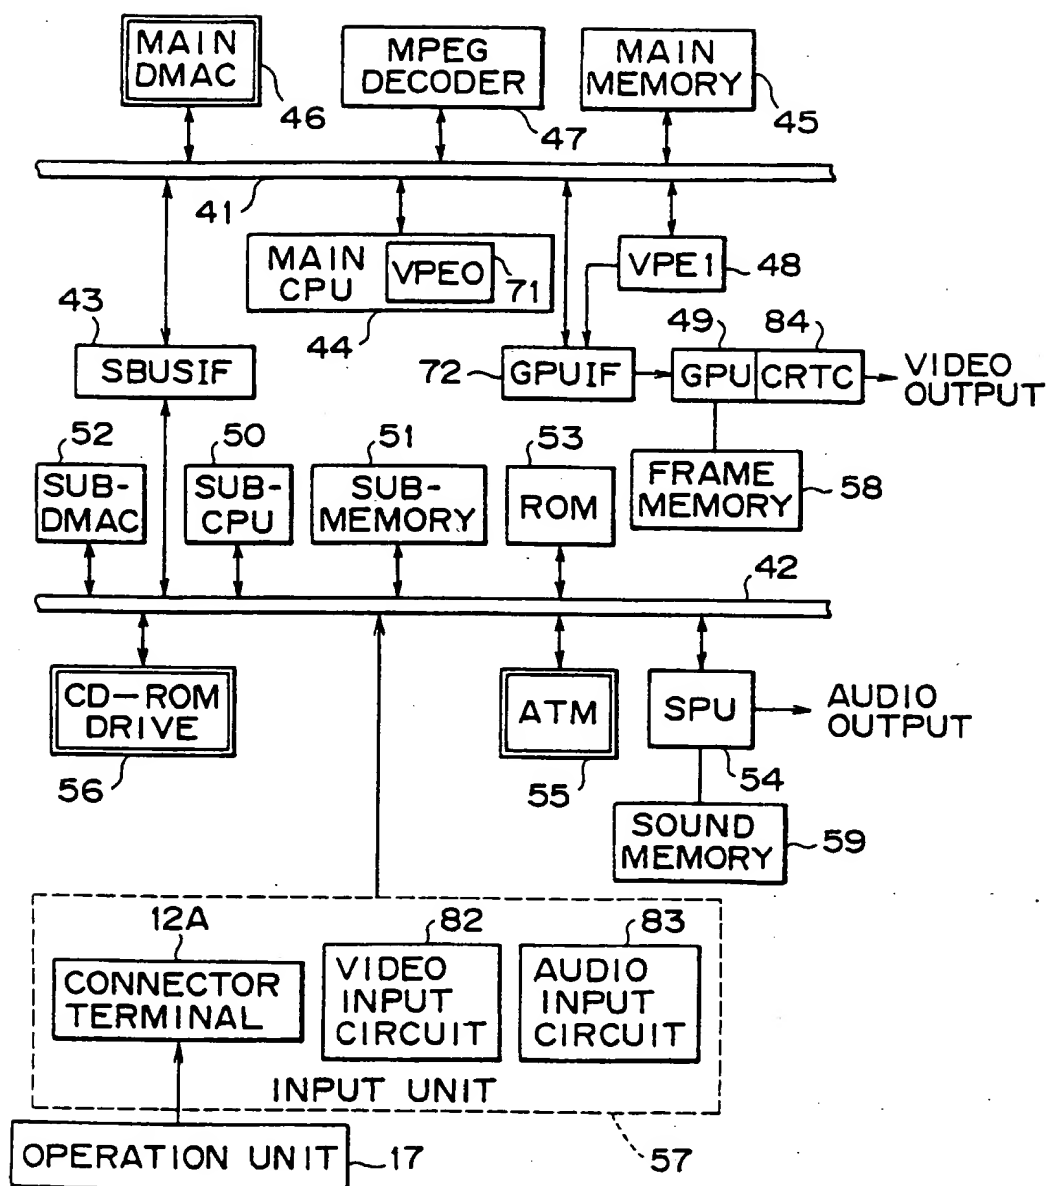 MAIN
DMAC
46
MPEG
DECODER
47
MAIN
MEMORY
45
41
MAIN
CPU
VPE0
71
44
VPE1
48
43
SBUSIF
72
GPUIF
49
84
GPU
CRTC
VIDEO
OUTPUT
52
SUB-
DMAC
50
SUB-
CPU
51
SUB-
MEMORY
53
ROM
FRAME
MEMORY
58
42
CD-ROM
DRIVE
56
ATM
55
SPU
54
AUDIO
OUTPUT
SOUND
MEMORY
59
12A
CONNECTOR
TERMINAL
82
VIDEO
INPUT
CIRCUIT
83
AUDIO
INPUT
CIRCUIT
INPUT UNIT
57
OPERATION UNIT
17